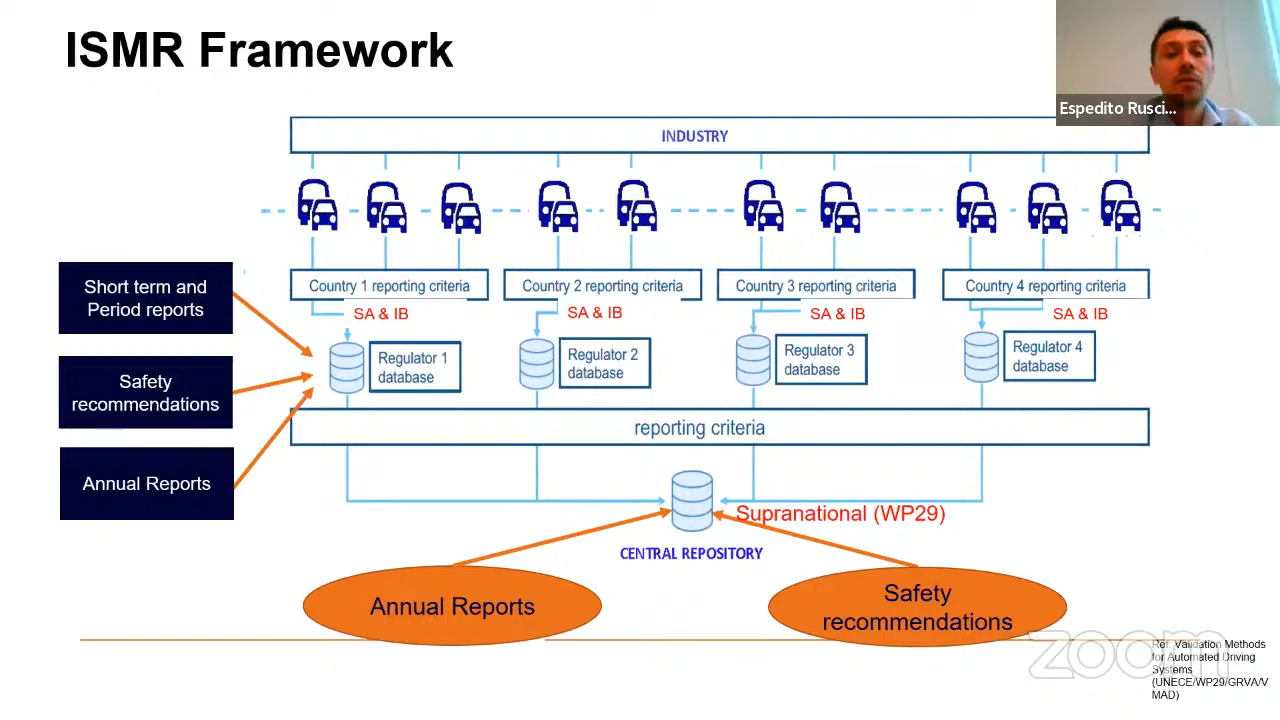 ISMR Framework
Espedito Rusci...
INDUSTRY
Short term and
Period reports
Safety
recommendations
Annual Reports
Country 1 reporting criteria
Country 2 reporting criteria
Country 3 reporting criteria
Country 4 reporting criteria
SA & IB
SA & IB
SA & IB
SA & IB
Regulator 1
database
Regulator 2
database
Regulator 3
database
Regulator 4
database
reporting criteria
Supranational (WP29)
CENTRAL REPOSITORY
Annual Reports
Safety
recommendations
zoom
Ref: Validation Methods
for Automated Driving
Systems
(UNECE/WP29/GRVA/V
MAD)